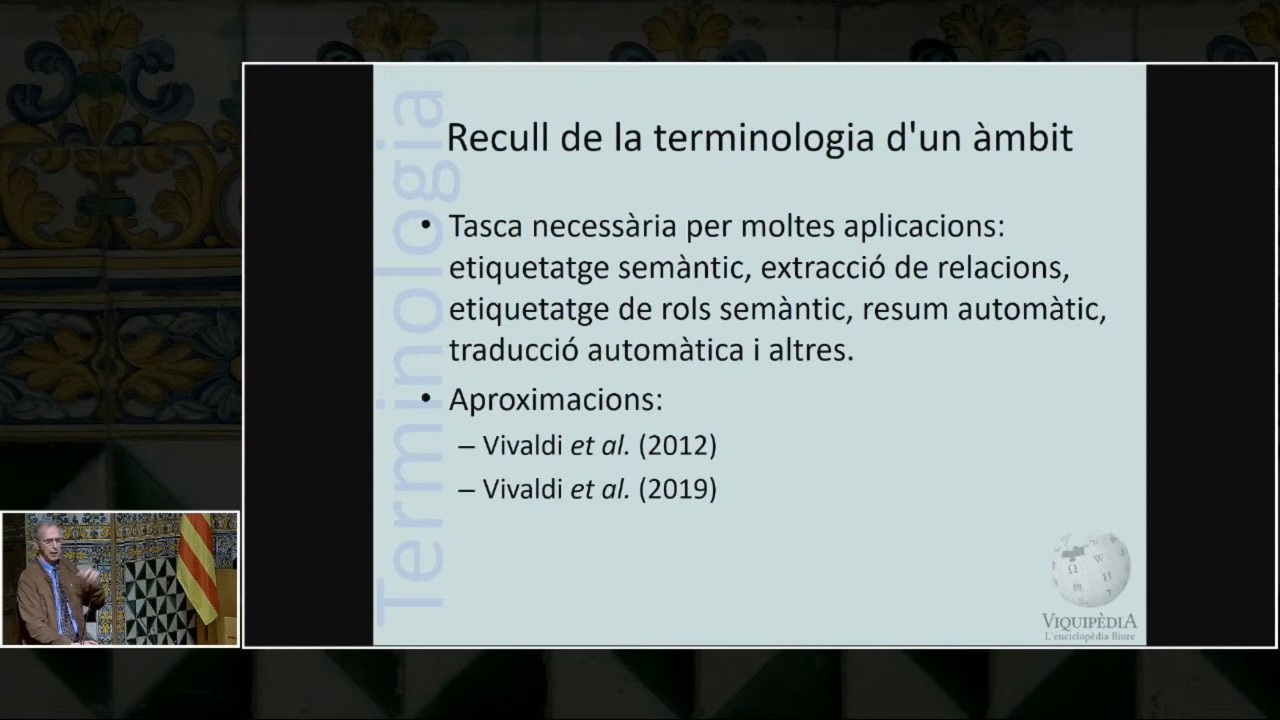 Terminologia
Recull de la terminologia d'un àmbit
• Tasca necessària per moltes aplicacions:
etiquetatge semàntic, extracció de relacions,
etiquetatge de rols semàntic, resum automàtic,
traducció automàtica i altres.
• Aproximacions:
– Vivaldi et al. (2012)
– Vivaldi et al. (2019)
VIQUIPÈDIA
L'enciclopèdia lliure